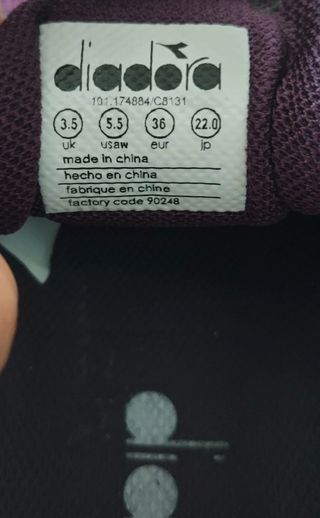 diadora
101.174884/C8131
3.5 5.5 36 22.0
uk usaw eur jp
made in china
hecho en china
fabrique en chine
factory code 90248